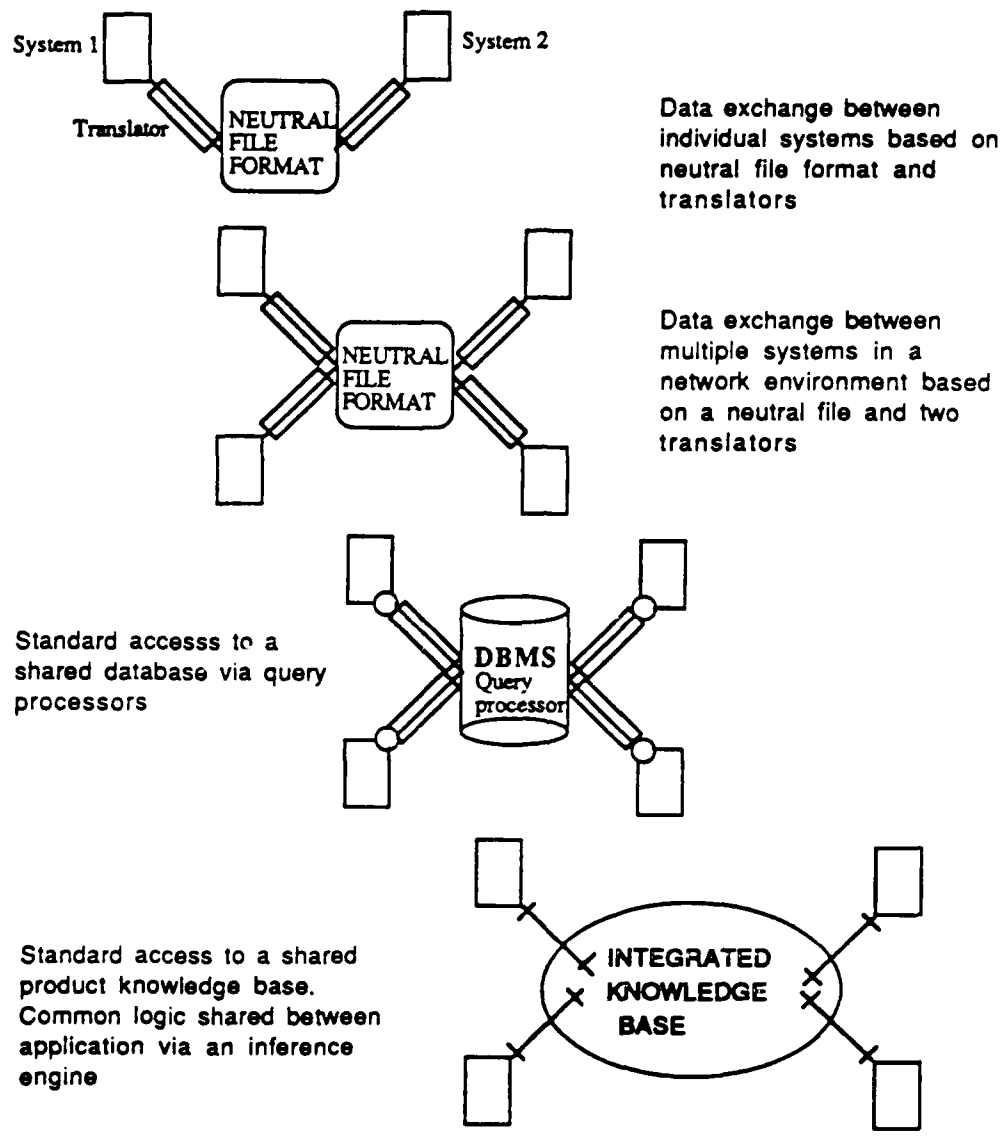 System 1
System 2
Translator
NEUTRAL
FILE
FORMAT
Data exchange between
individual systems based on
neutral file format and
translators
NEUTRAL
FILE
FORMAT
Data exchange between
multiple systems in a
network environment based
on a neutral file and two
translators
Standard accesss to a
shared database via query
processors
DBMS
Query
processor
Standard access to a shared
product knowledge base.
Common logic shared between
application via an inference
engine
INTEGRATED
KNOWLEDGE
BASE